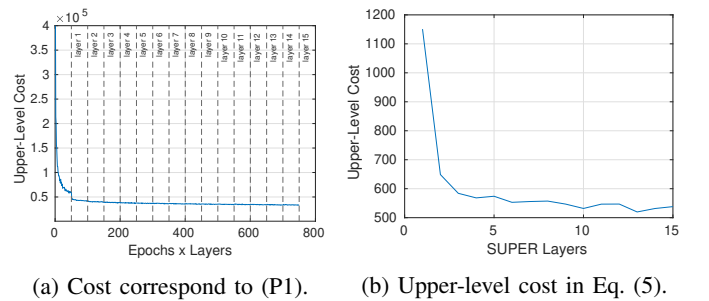 × 10^5
4
3.5
3
2.5
2
1.5
1
0.5
0
200
400
600
800
Upper-Level Cost
Epochs x Layers
layer 1
layer 2
layer 3
layer 4
layer 5
layer 6
layer 7
layer 8
layer 9
layer 10
layer 11
layer 12
layer 13
layer 14
layer 15
(a) Cost correspond to (P1).
1200
1100
1000
900
800
700
600
500
0
5
10
15
Upper-Level Cost
SUPER Layers
(b) Upper-level cost in Eq. (5).